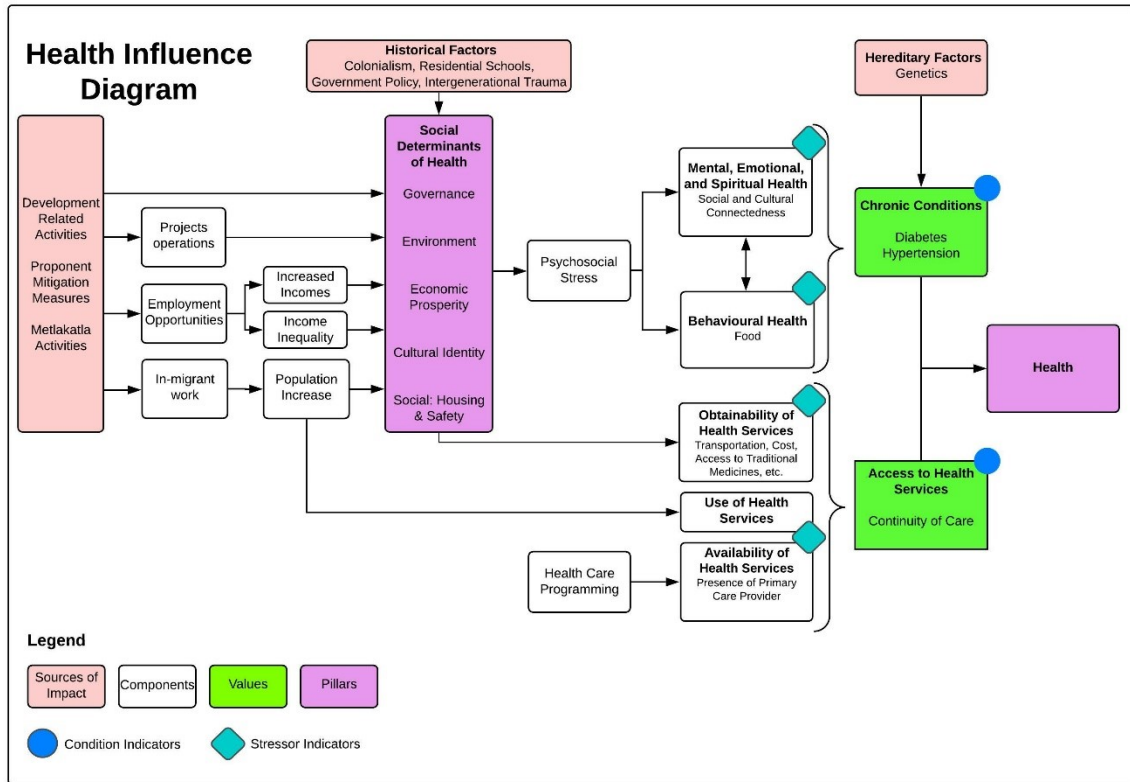 Health Influence
Diagram
Historical Factors
Colonialism, Residential Schools,
Government Policy, Intergenerational Trauma
Hereditary Factors
Genetics
Development
Related
Activities
Proponent
Mitigation
Measures
Metlakatla
Activities
Projects
operations
Employment
Opportunities
In-migrant
work
Increased
Incomes
Income
Inequality
Population
Increase
Social
Determinants
of Health
Governance
Environment
Economic
Prosperity
Cultural Identity
Social: Housing
& Safety
Psychosocial
Stress
Mental, Emotional,
and Spiritual Health
Social and Cultural
Connectedness
Behavioural Health
Food
Obtainability of
Health Services
Transportation, Cost,
Access to Traditional
Medicines, etc.
Use of Health
Services
Health Care
Programming
Availability of
Health Services
Presence of Primary
Care Provider
Chronic Conditions
Diabetes
Hypertension
Health
Access to Health
Services
Continuity of Care
Legend
Sources of
Impact
Components
Values
Pillars
Condition Indicators
Stressor Indicators